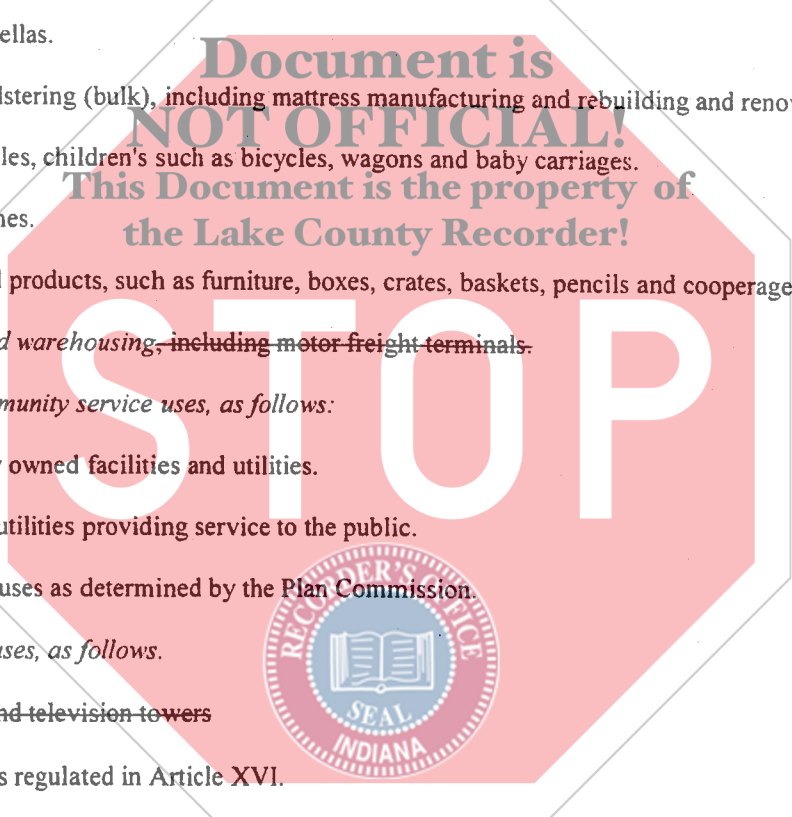 ellas.
Document is
lstering (bulk), including mattress manufacturing and rebuilding and renov
NOT OFFICIAL!
les, children's such as bicycles, wagons and baby carriages.
This Document is the property of
nes.
the Lake County Recorder!
l products, such as furniture, boxes, crates, baskets, pencils and cooperage
d warehousing, including motor freight terminals.
STOP
munity service uses, as follows:
owned facilities and utilities.
utilities providing service to the public.
uses as determined by the Plan Commission.
RECORDER'S OFFICE
uses, as follows.
nd television towers
SEAL
INDIANA
s regulated in Article XVI.